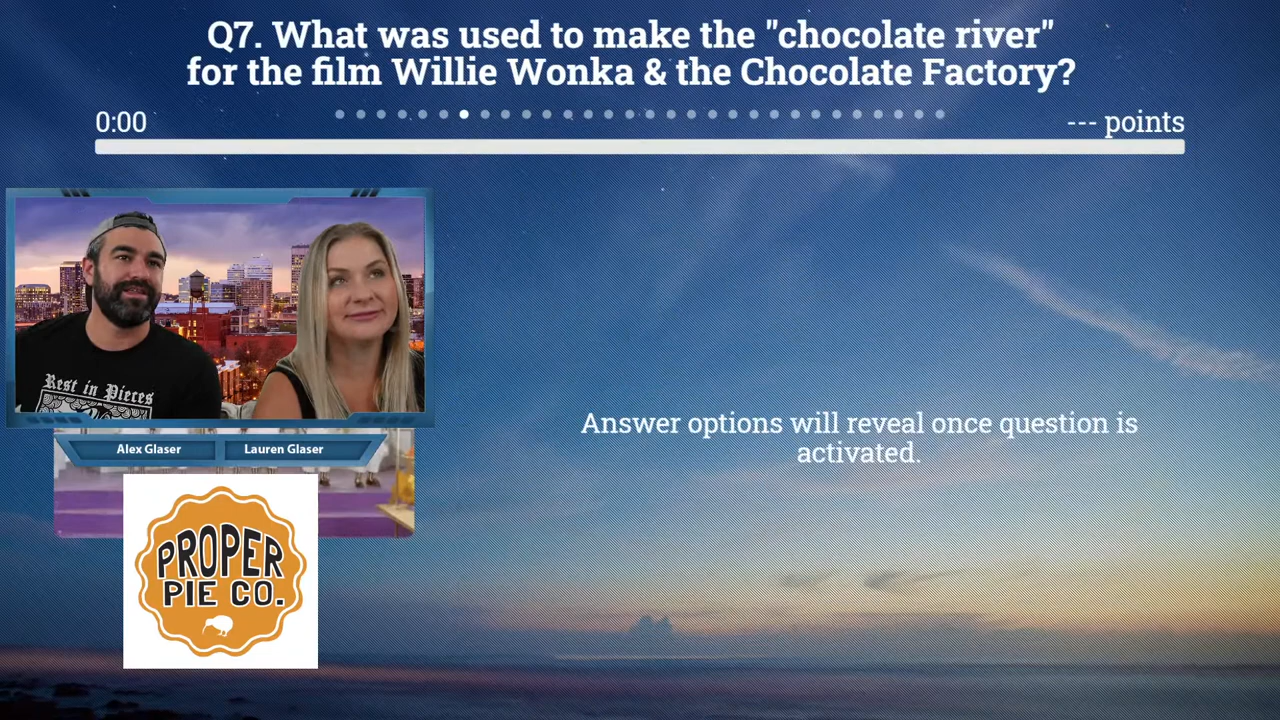 Q7. What was used to make the "chocolate river"
for the film Willie Wonka & the Chocolate Factory?
0:00
--- points
Rest in Pieces
Answer options will reveal once question is
activated.
Alex Glaser
Lauren Glaser
PROPER
PIE CO.